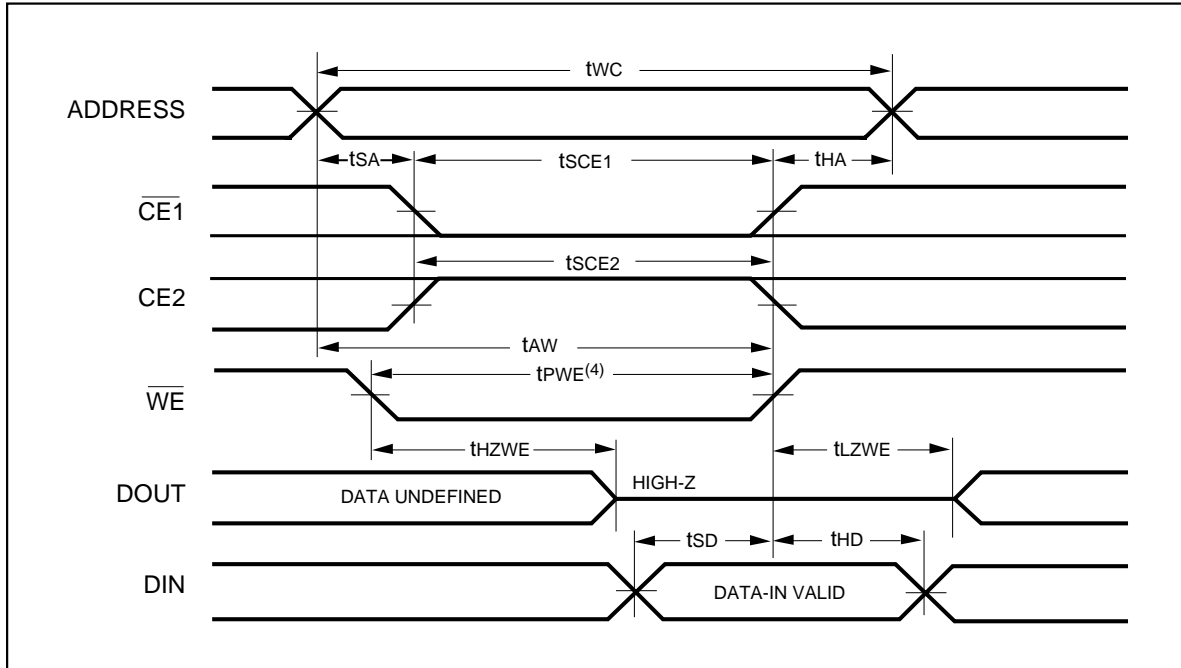 tWC
ADDRESS
tSA
tSCE1
tHA
CE1
tSCE2
CE2
tAW
tPWE(4)
WE
tHZWE
tLZWE
DOUT
DATA UNDEFINED
HIGH-Z
tSD
tHD
DIN
DATA-IN VALID